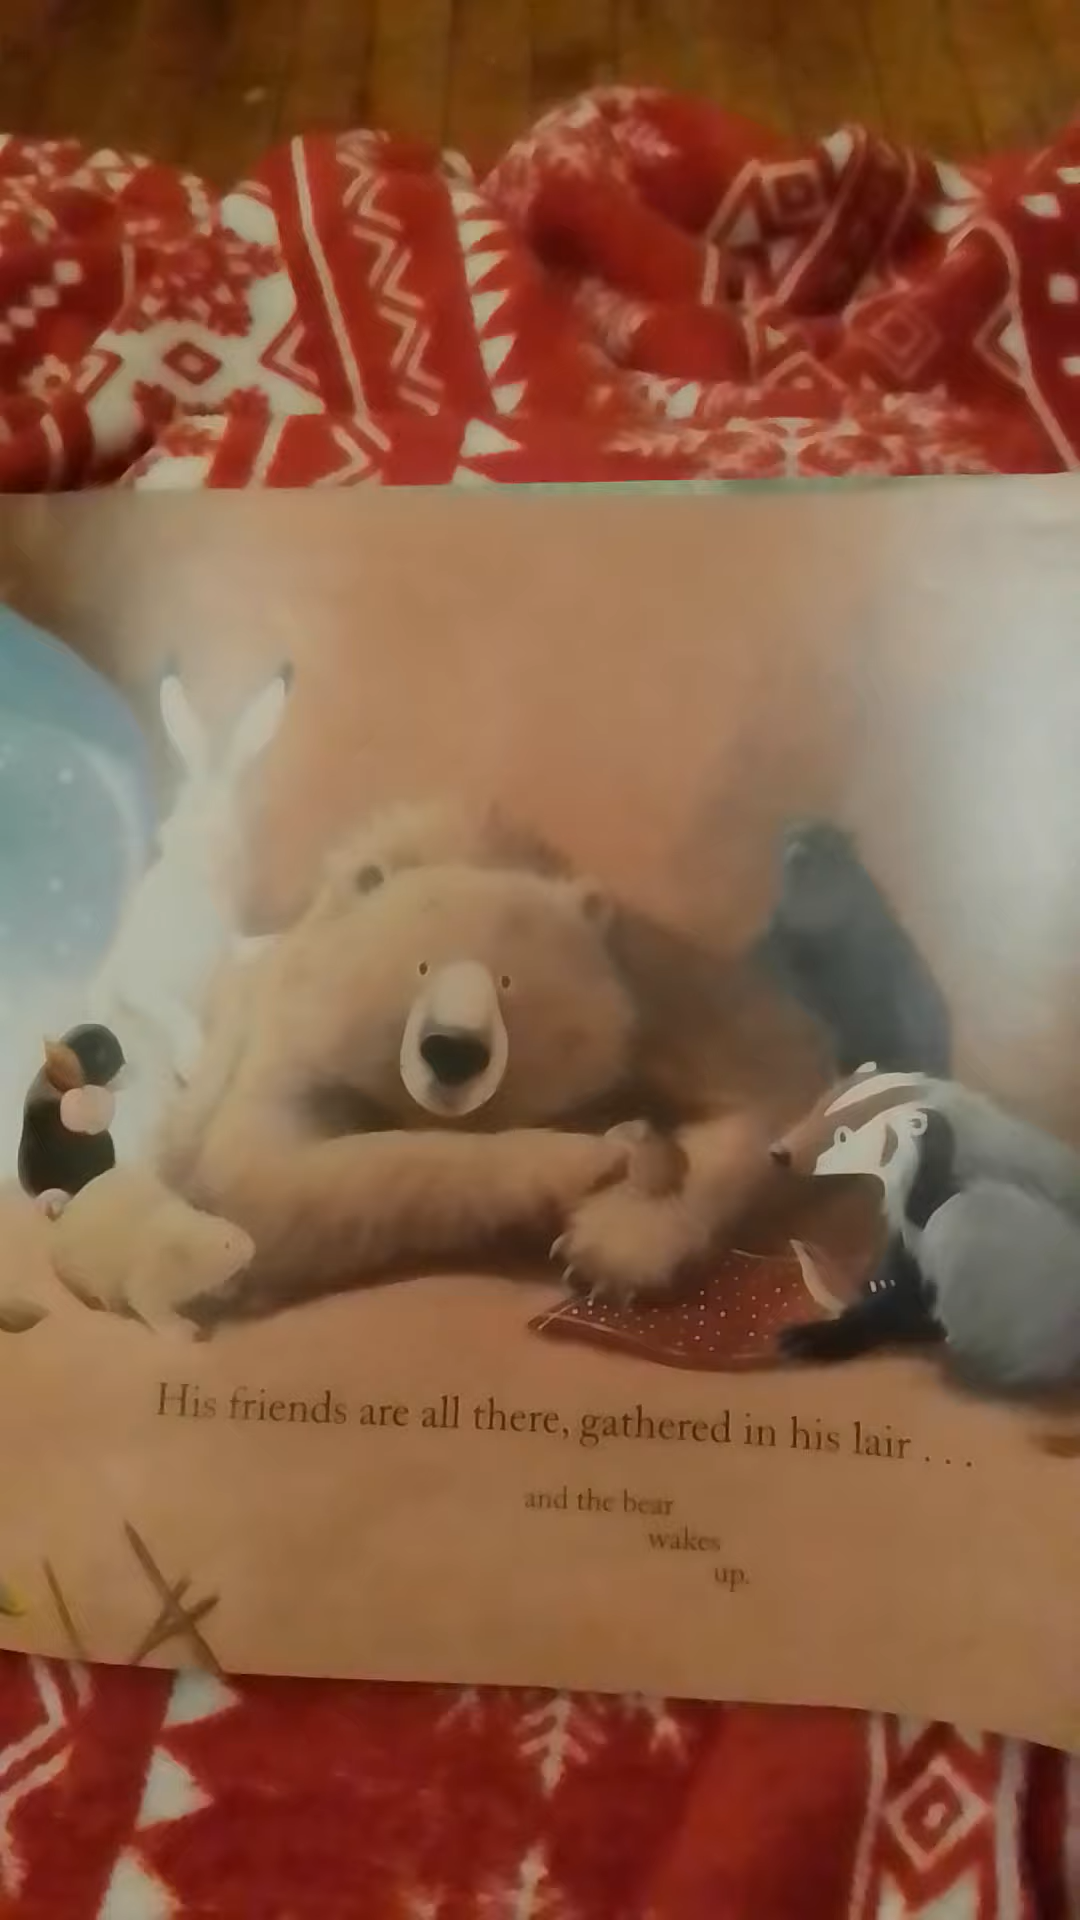 His friends are all there, gathered in his lair . . .
and the bear
wakes
up.